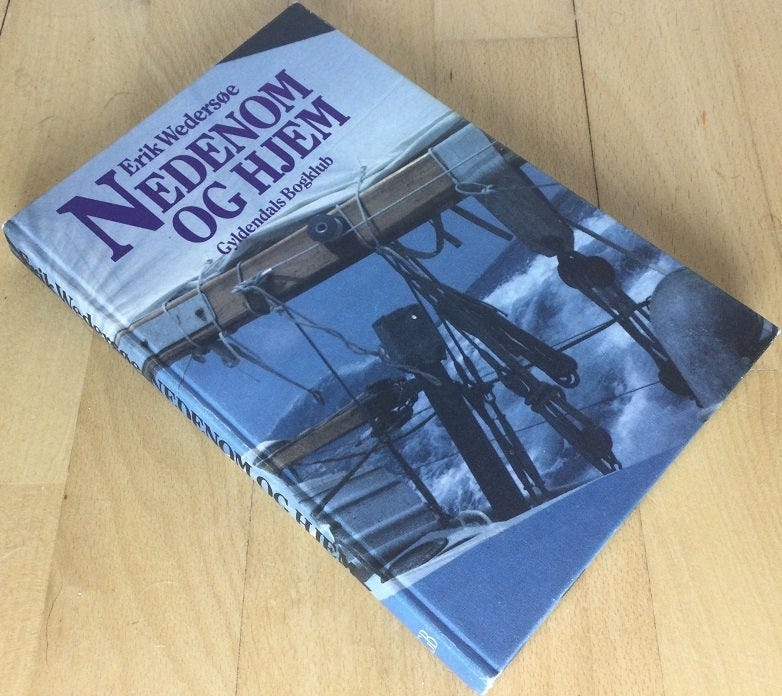 Erik Wedersøe
NEDENOM
OG HJEM
Gyldendals Bogklub
Erik Wedersøe NEDENOM OG HJEM